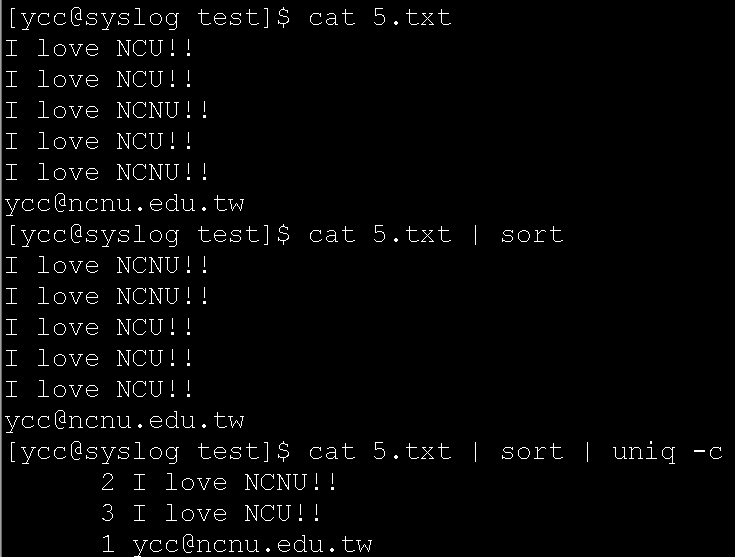 [ycc@syslog test]$ cat 5.txt
I love NCU!!
I love NCU!!
I love NCNU!!
I love NCU!!
I love NCNU!!
ycc@ncnu.edu.tw
[ycc@syslog test]$ cat 5.txt | sort
I love NCNU!!
I love NCNU!!
I love NCU!!
I love NCU!!
I love NCU!!
ycc@ncnu.edu.tw
[ycc@syslog test]$ cat 5.txt | sort | uniq -c
      2 I love NCNU!!
      3 I love NCU!!
      1 ycc@ncnu.edu.tw